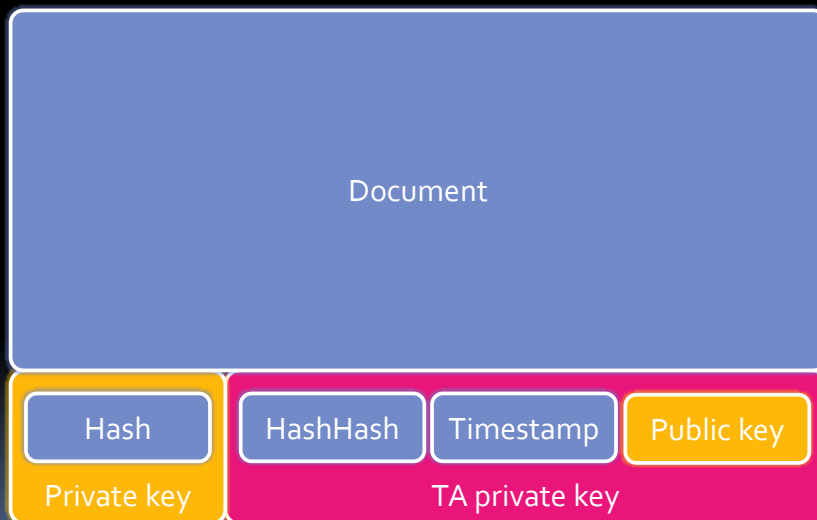 Document
Hash
HashHash
Timestamp
Public key
Private key
TA private key